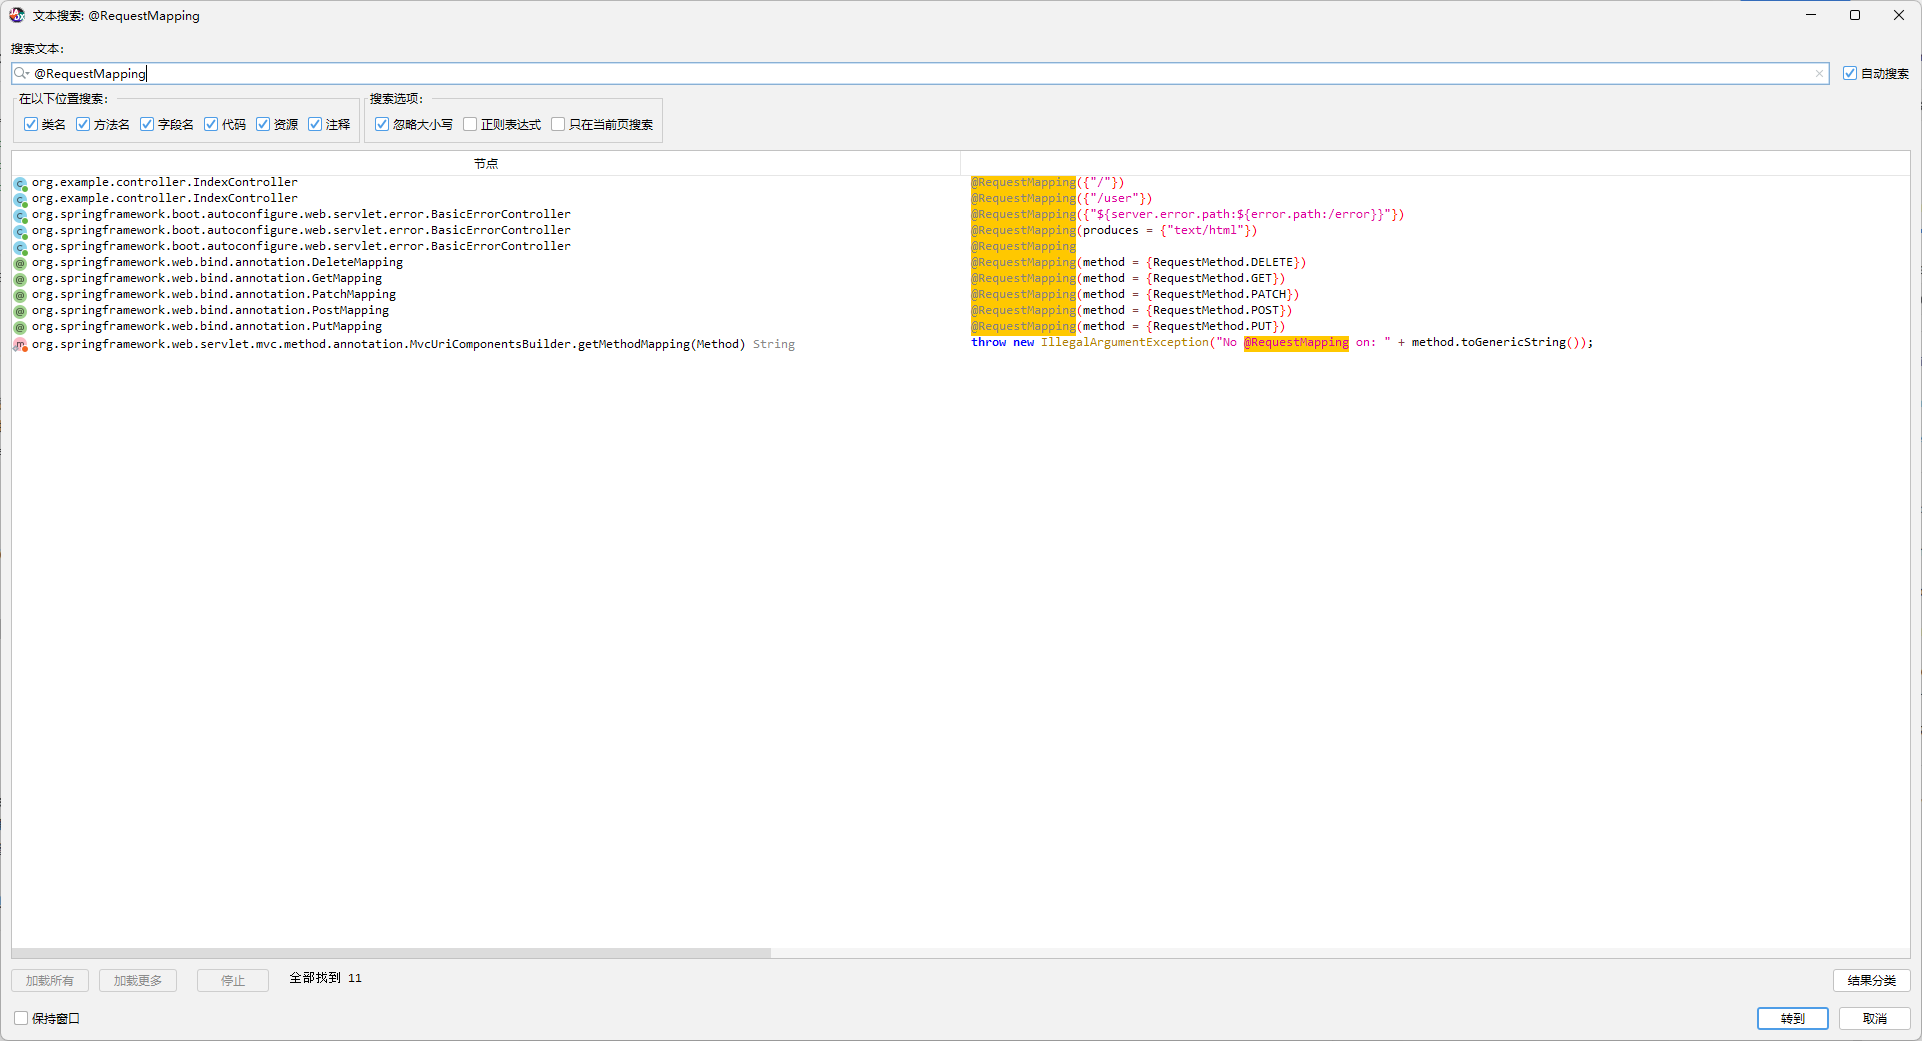 文本搜索: @RequestMapping
搜索文本:
@RequestMapping
自动搜索
在以下位置搜索:
搜索选项:
类名 方法名 字段名 代码 资源 注释
忽略大小写 正则表达式 只在当前页搜索
节点
org.example.controller.IndexController @RequestMapping({"/"})
org.example.controller.IndexController @RequestMapping({"/user"})
org.springframework.boot.autoconfigure.web.servlet.error.BasicErrorController @RequestMapping({"${server.error.path:${error.path:/error}}"})
org.springframework.boot.autoconfigure.web.servlet.error.BasicErrorController @RequestMapping(produces = {"text/html"})
org.springframework.boot.autoconfigure.web.servlet.error.BasicErrorController @RequestMapping
org.springframework.web.bind.annotation.DeleteMapping @RequestMapping(method = {RequestMethod.DELETE})
org.springframework.web.bind.annotation.GetMapping @RequestMapping(method = {RequestMethod.GET})
org.springframework.web.bind.annotation.PatchMapping @RequestMapping(method = {RequestMethod.PATCH})
org.springframework.web.bind.annotation.PostMapping @RequestMapping(method = {RequestMethod.POST})
org.springframework.web.bind.annotation.PutMapping @RequestMapping(method = {RequestMethod.PUT})
org.springframework.web.servlet.mvc.method.annotation.MvcUriComponentsBuilder.getMethodMapping(Method) String throw new IllegalArgumentException("No @RequestMapping on: " + method.toGenericString());
加载所有 加载更多 停止 全部找到 11 结果分类
保持窗口 转到 取消